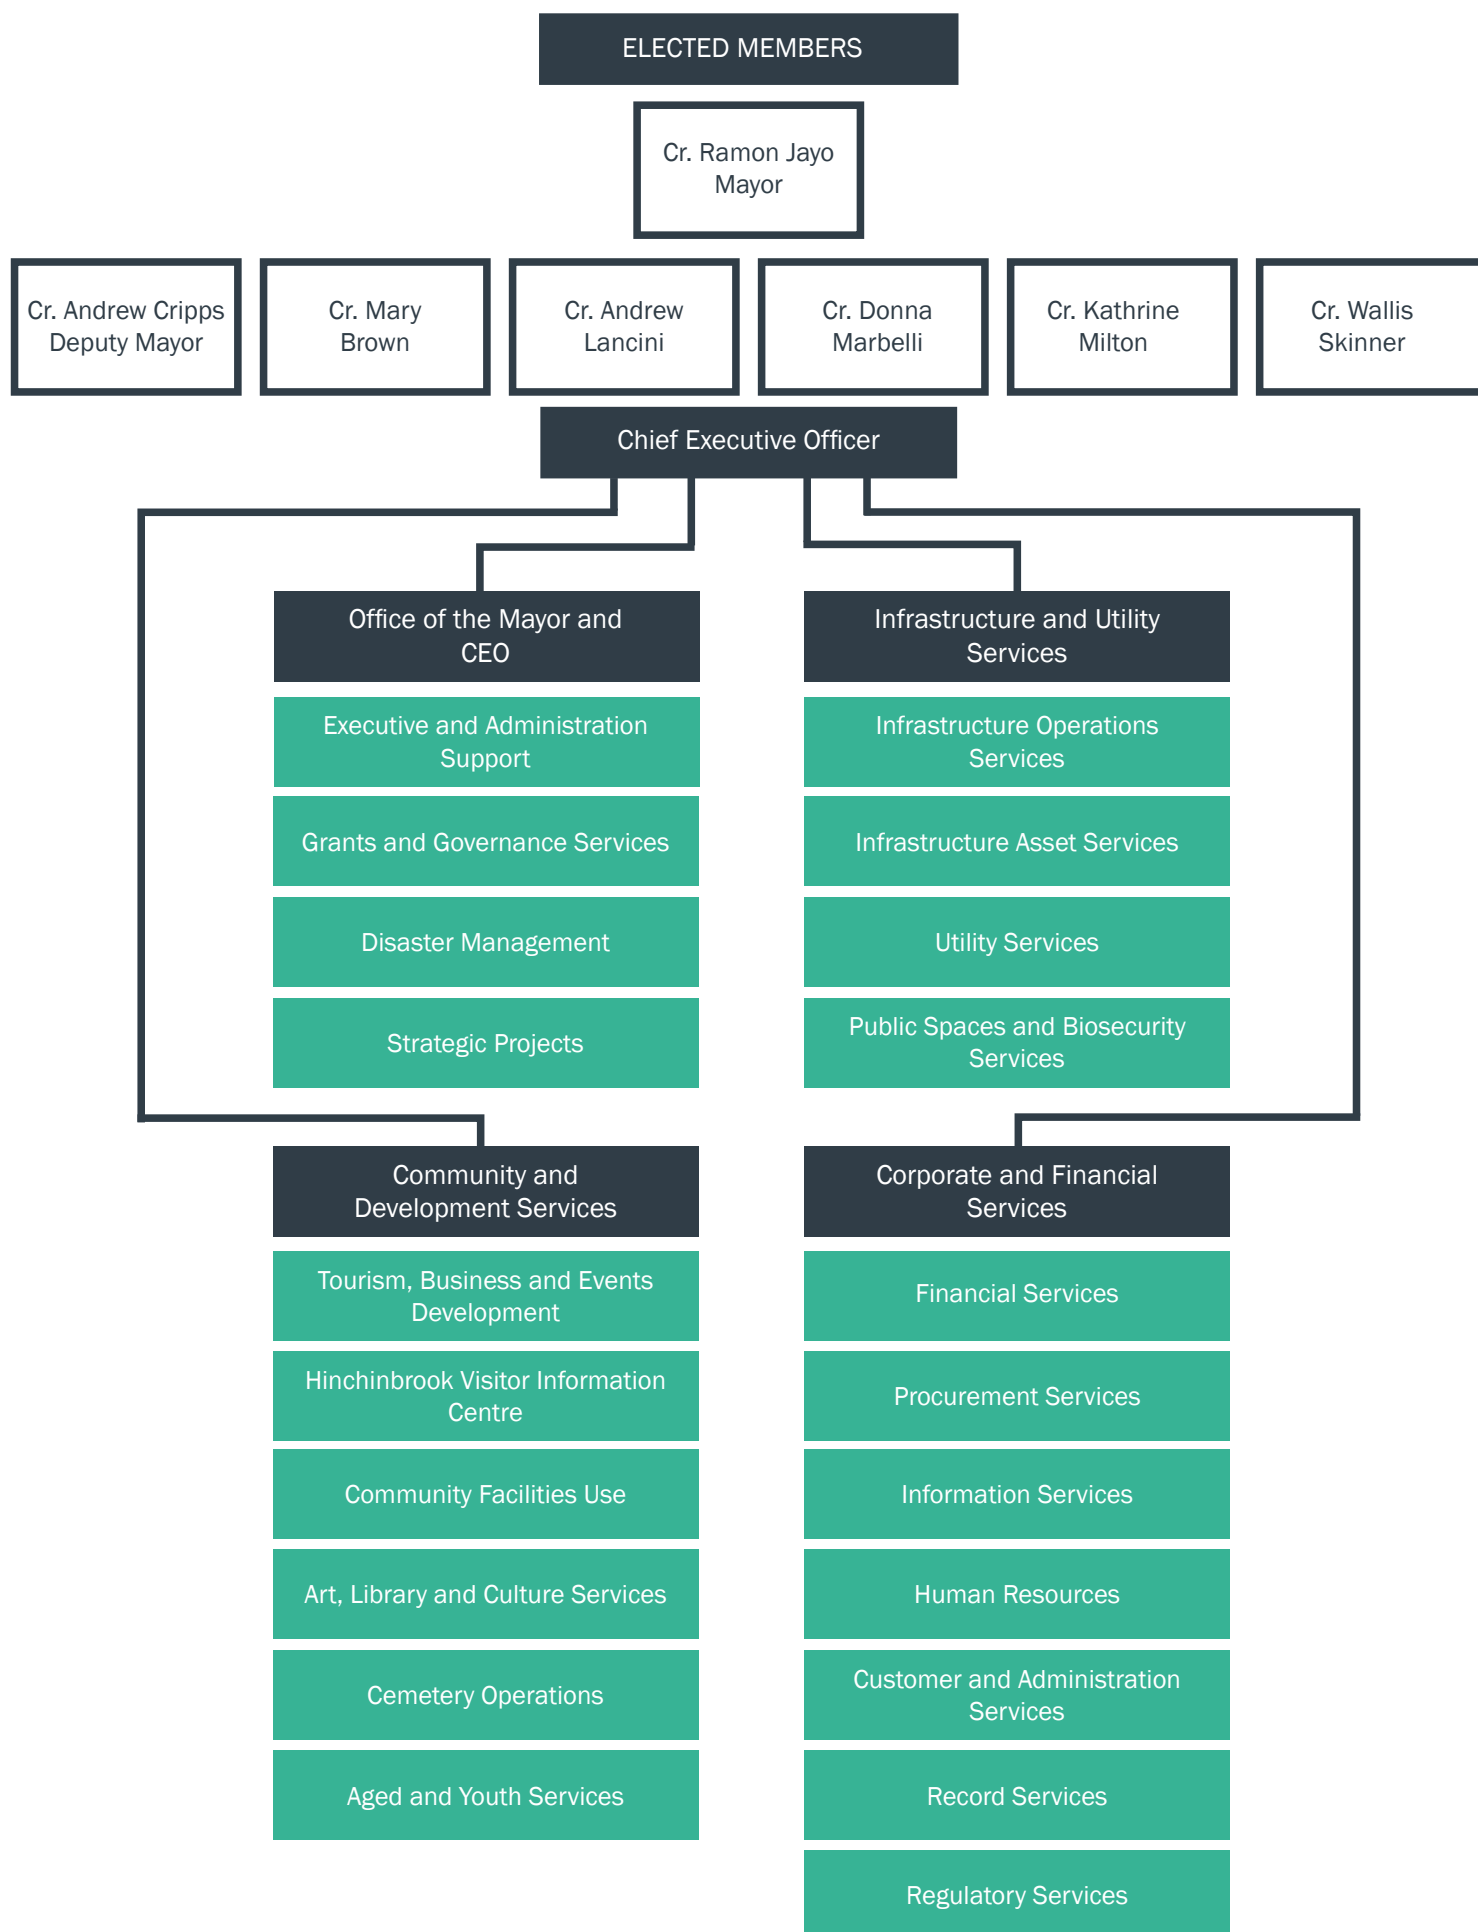 ELECTED MEMBERS
Cr. Ramon Jayo
Mayor
Cr. Andrew Cripps
Deputy Mayor
Cr. Mary
Brown
Cr. Andrew
Lancini
Cr. Donna
Marbelli
Cr. Kathrine
Milton
Cr. Wallis
Skinner
Chief Executive Officer
Office of the Mayor and
CEO
Executive and Administration
Support
Grants and Governance Services
Disaster Management
Strategic Projects
Infrastructure and Utility
Services
Infrastructure Operations
Services
Infrastructure Asset Services
Utility Services
Public Spaces and Biosecurity
Services
Community and
Development Services
Tourism, Business and Events
Development
Hinchinbrook Visitor Information
Centre
Community Facilities Use
Art, Library and Culture Services
Cemetery Operations
Aged and Youth Services
Corporate and Financial
Services
Financial Services
Procurement Services
Information Services
Human Resources
Customer and Administration
Services
Record Services
Regulatory Services